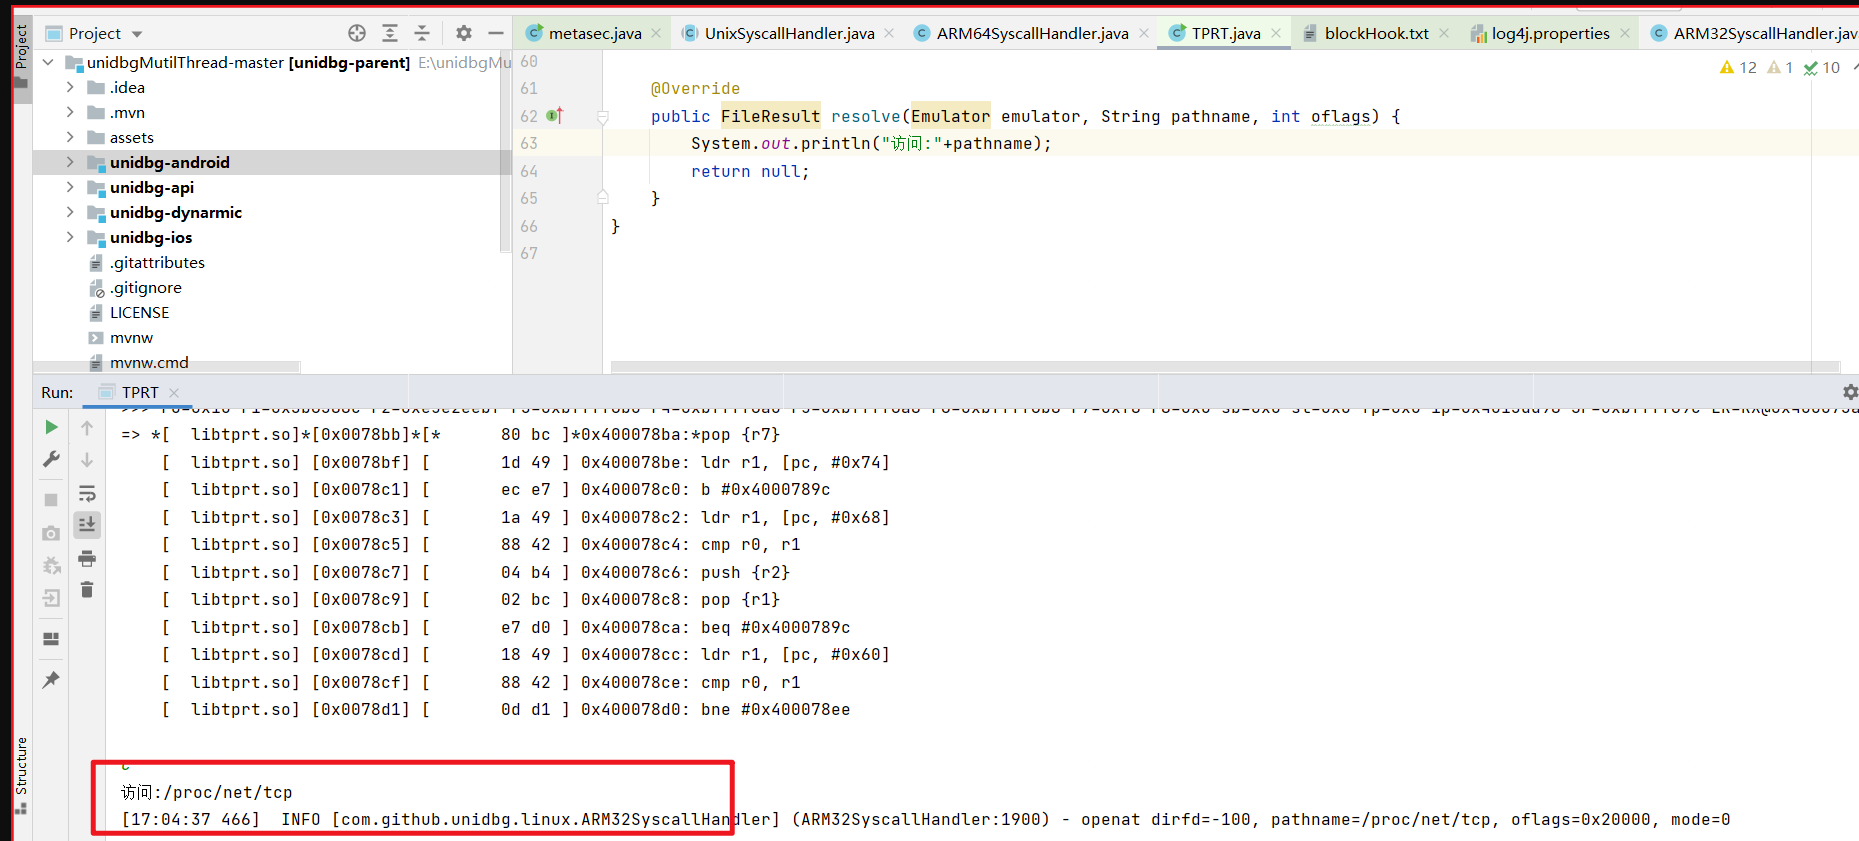 Project
metasec.java
UnixSyscallHandler.java
ARM64SyscallHandler.java
TPRT.java
blockHook.txt
log4j.properties
ARM32SyscallHandler.jav
Project
unidbgMutilThread-master [unidbg-parent] E:\unidbgMu
.idea
.mvn
assets
unidbg-android
unidbg-api
unidbg-dynarmic
unidbg-ios
.gitattributes
.gitignore
LICENSE
mvnw
mvnw.cmd
12 1 10
60
61 @Override
62 public FileResult resolve(Emulator emulator, String pathname, int oflags) {
63 System.out.println("访问:"+pathname);
64 return null;
65 }
66 }
67
Run: TPRT
=> *[ libtprt.so]*[0x0078bb]*[* 80 bc ]*0x400078ba:*pop {r7}
[ libtprt.so] [0x0078bf] [ 1d 49 ] 0x400078be: ldr r1, [pc, #0x74]
[ libtprt.so] [0x0078c1] [ ec e7 ] 0x400078c0: b #0x4000789c
[ libtprt.so] [0x0078c3] [ 1a 49 ] 0x400078c2: ldr r1, [pc, #0x68]
[ libtprt.so] [0x0078c5] [ 88 42 ] 0x400078c4: cmp r0, r1
[ libtprt.so] [0x0078c7] [ 04 b4 ] 0x400078c6: push {r2}
[ libtprt.so] [0x0078c9] [ 02 bc ] 0x400078c8: pop {r1}
[ libtprt.so] [0x0078cb] [ e7 d0 ] 0x400078ca: beq #0x4000789c
[ libtprt.so] [0x0078cd] [ 18 49 ] 0x400078cc: ldr r1, [pc, #0x60]
[ libtprt.so] [0x0078cf] [ 88 42 ] 0x400078ce: cmp r0, r1
[ libtprt.so] [0x0078d1] [ 0d d1 ] 0x400078d0: bne #0x400078ee
c
访问:/proc/net/tcp
[17:04:37 466] INFO [com.github.unidbg.linux.ARM32SyscallHandler] (ARM32SyscallHandler:1900) - openat dirfd=-100, pathname=/proc/net/tcp, oflags=0x20000, mode=0
Structure